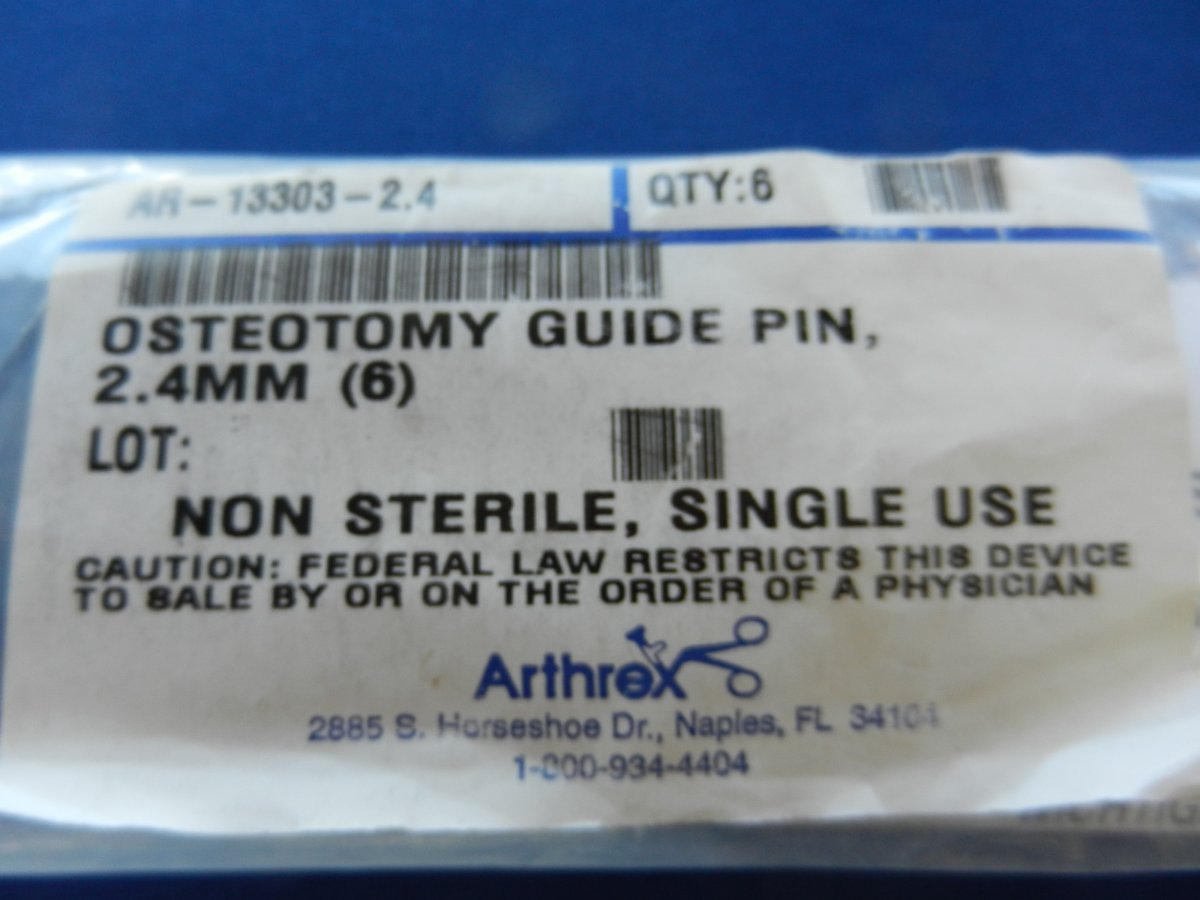 AR-13303-2.4 QTY:6
OSTEOTOMY GUIDE PIN,
2.4MM (6)
LOT:
NON STERILE, SINGLE USE
CAUTION: FEDERAL LAW RESTRICTS THIS DEVICE
TO SALE BY OR ON THE ORDER OF A PHYSICIAN
Arthrex
2885 S. Horseshoe Dr., Naples, FL 34104
1-800-934-4404